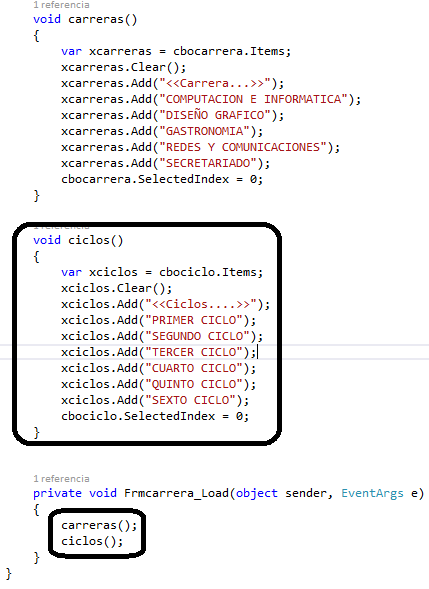 1 referencia
void carreras()
{
var xcarreras = cbocarrera.Items;
xcarreras.Clear();
xcarreras.Add("<<Carrera...>>");
xcarreras.Add("COMPUTACION E INFORMATICA");
xcarreras.Add("DISEÑO GRAFICO");
xcarreras.Add("GASTRONOMIA");
xcarreras.Add("REDES Y COMUNICACIONES");
xcarreras.Add("SECRETARIADO");
cbocarrera.SelectedIndex = 0;
}
1 referencia
void ciclos()
{
var xciclos = cbociclo.Items;
xciclos.Clear();
xciclos.Add("<<Ciclos....>>");
xciclos.Add("PRIMER CICLO");
xciclos.Add("SEGUNDO CICLO");
xciclos.Add("TERCER CICLO");
xciclos.Add("CUARTO CICLO");
xciclos.Add("QUINTO CICLO");
xciclos.Add("SEXTO CICLO");
cbociclo.SelectedIndex = 0;
}
1 referencia
private void Frmcarrera_Load(object sender, EventArgs e)
{
carreras();
ciclos();
}
}